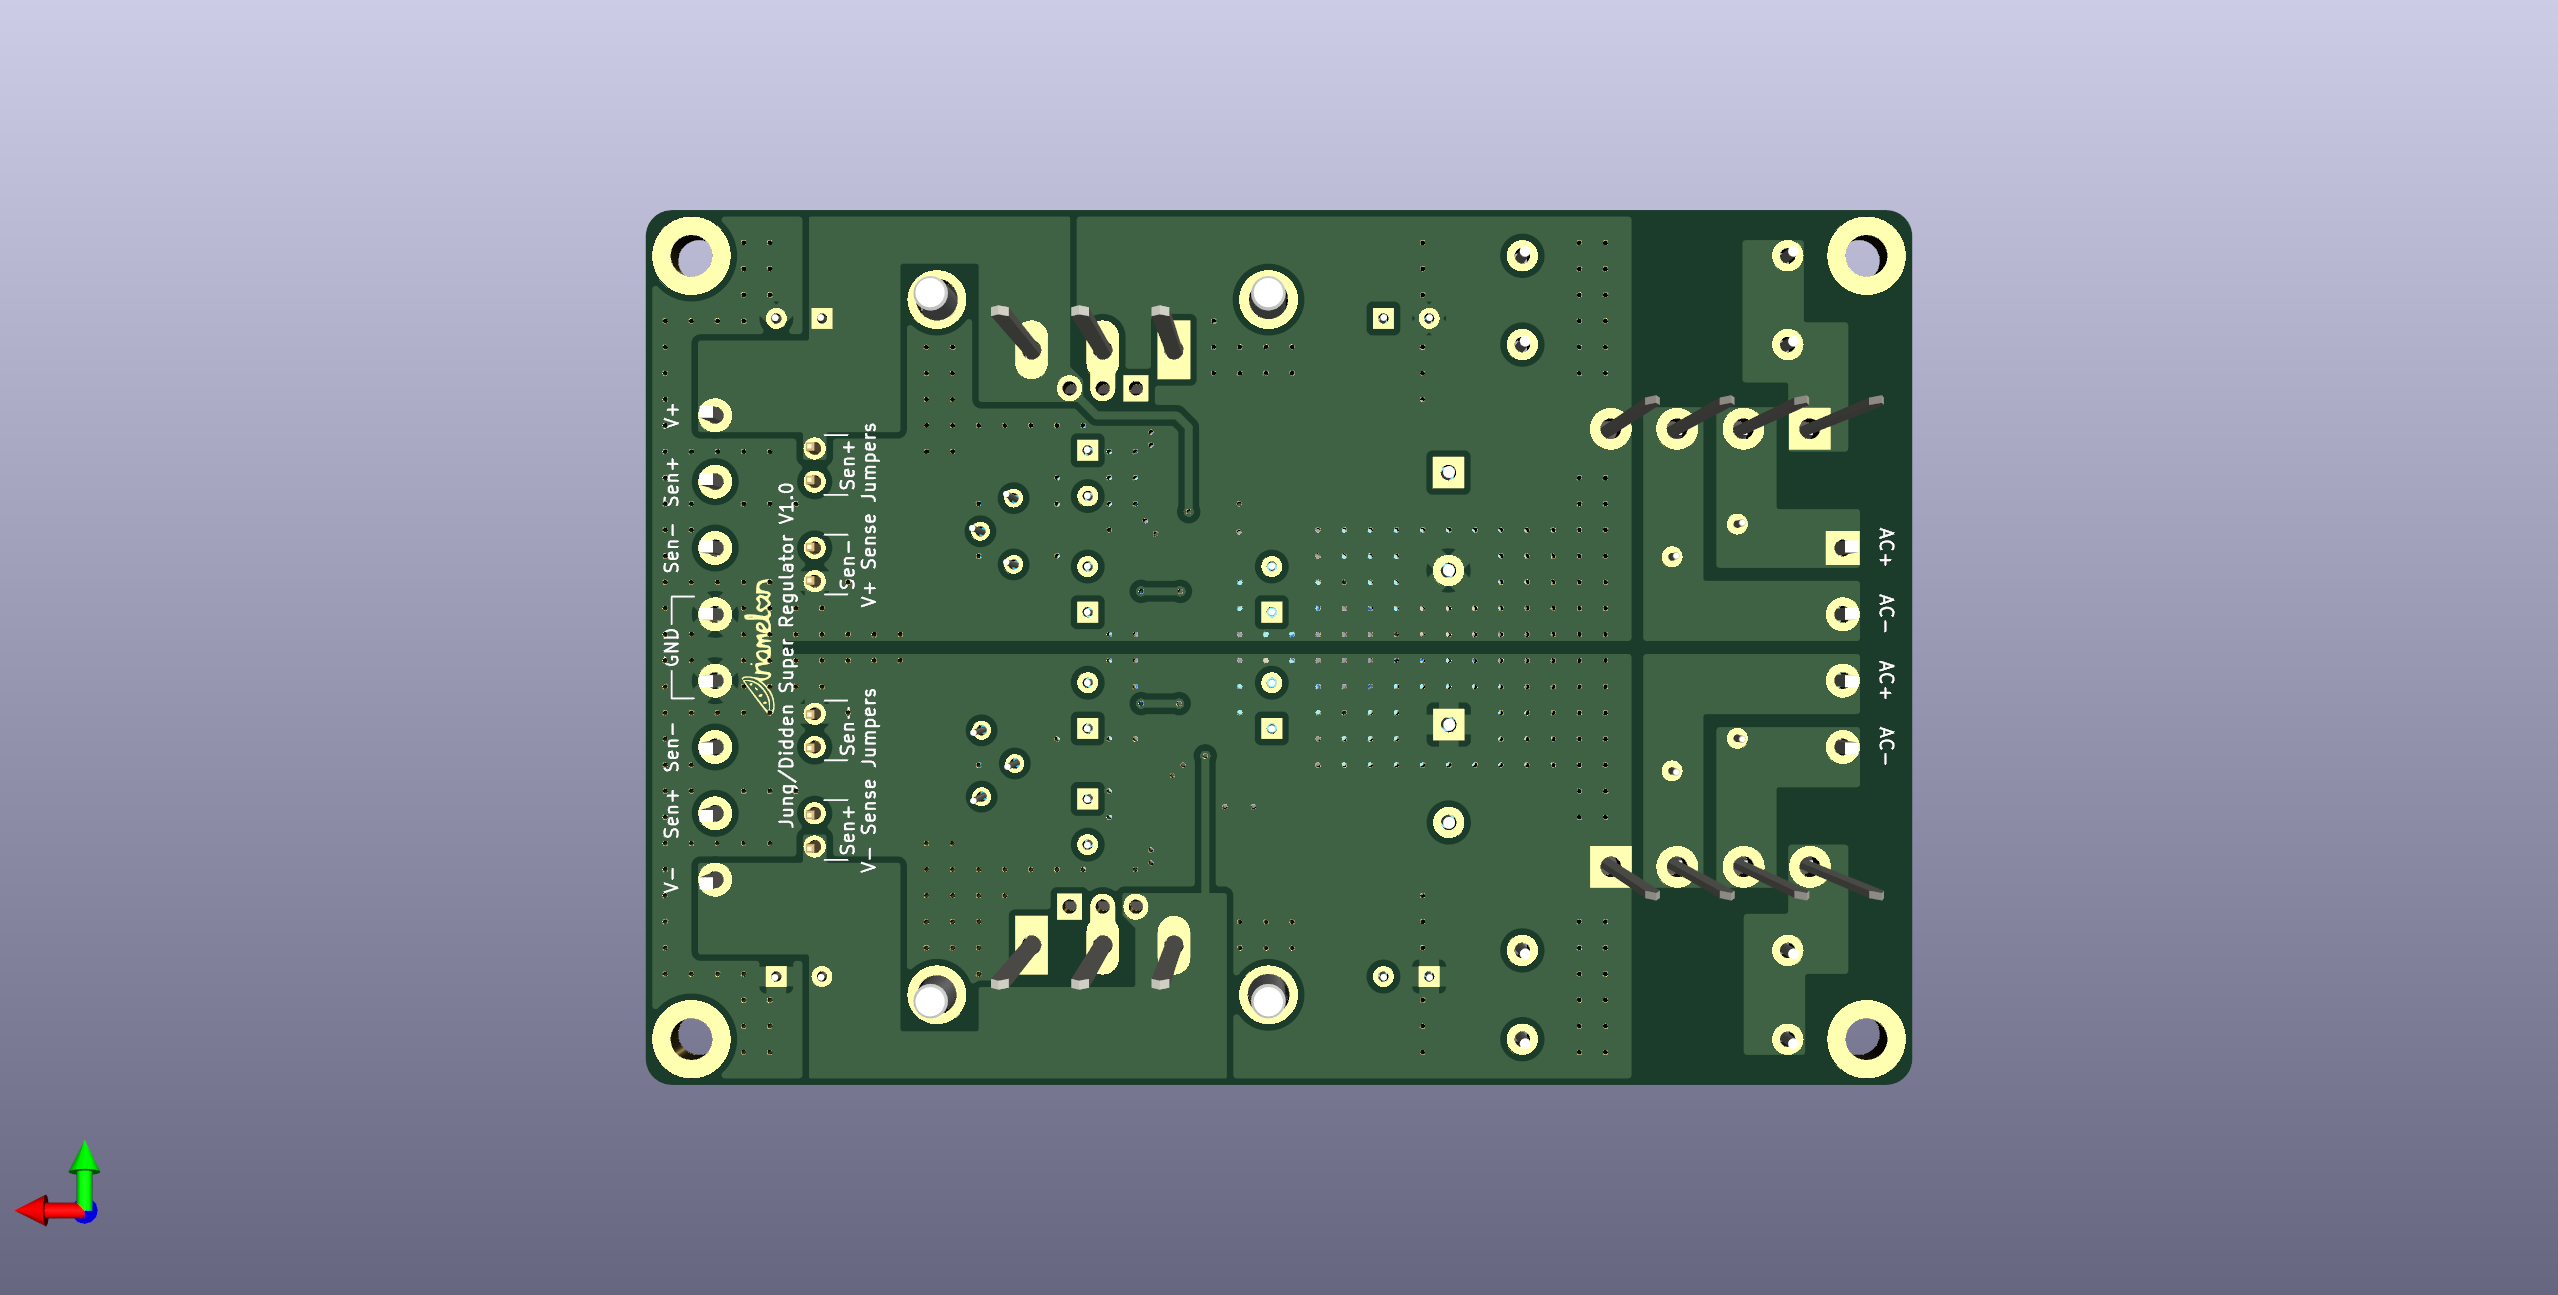 V+
Sen+
Sen-
GND
Sen-
Sen+
V-
Jung/Didden Super Regulator V1.0
Sen+
Sen-
V+ Sense Jumpers
Sen-
Sen+
V- Sense Jumpers
AC+
AC-
AC+
AC-